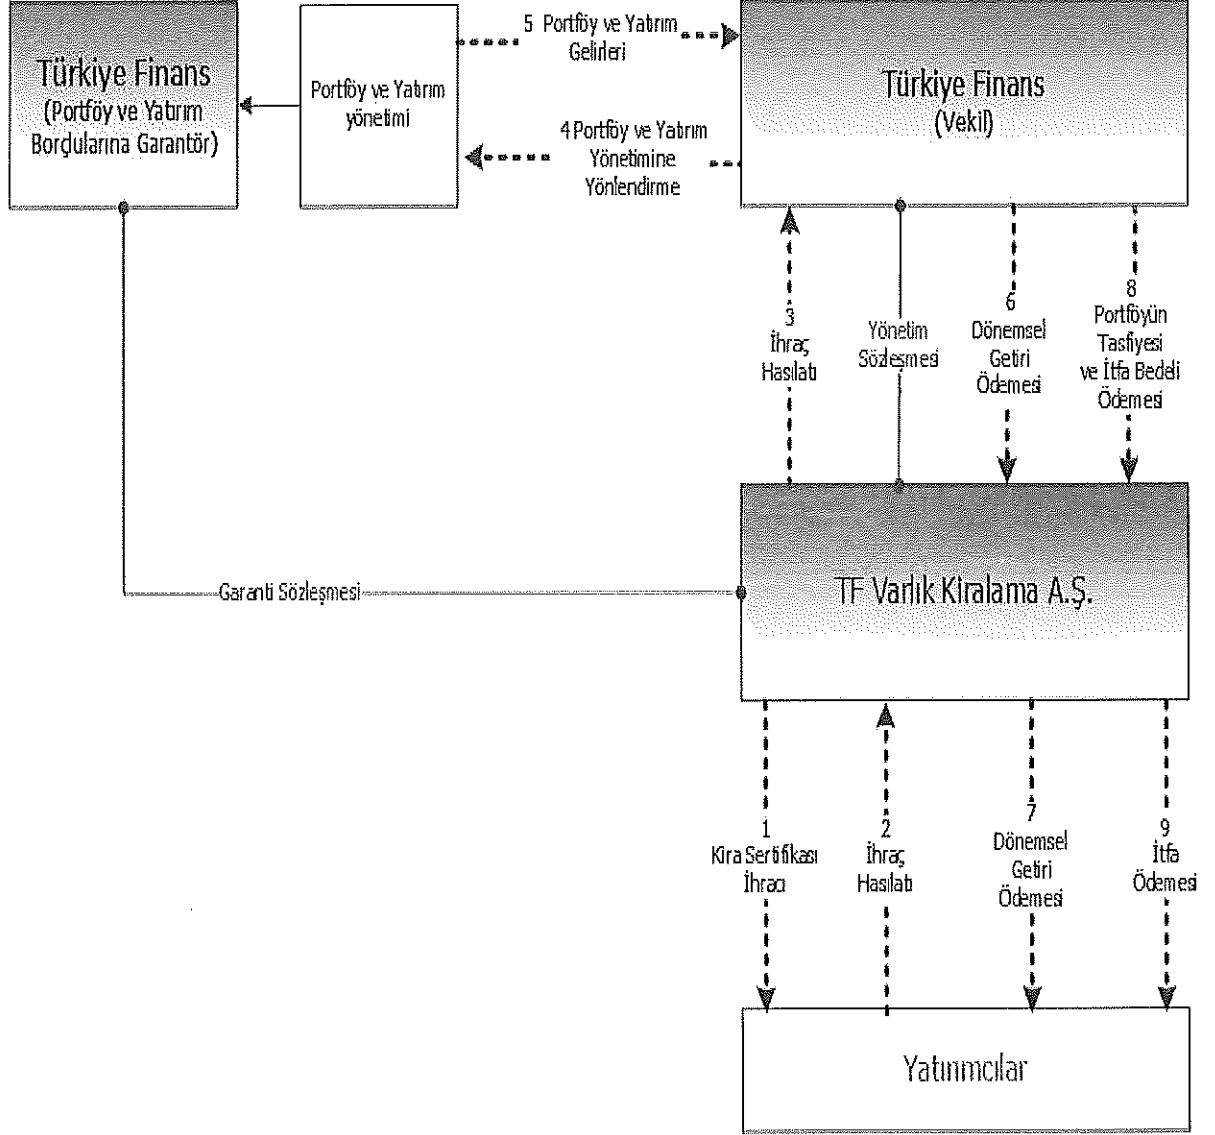 Türkiye Finans
(Portföy ve Yatırım
Borçlularına Garantör)
Portföy ve Yatırım
yönetimi
5 Portföy ve Yatırım
Gelirleri
4 Portföy ve Yatırım
Yönetimine
Yönlendirme
Türkiye Finans
(Vekil)
3
İhraç
Hasılatı
Yönetim
Sözleşmesi
6
Dönemsel
Getiri
Ödemesi
8
Portföyün
Tasfiyesi
ve İtfa Bedeli
Ödemesi
Garanti Sözleşmesi
TF Varlık Kiralama A.Ş.
1
Kira Sertifikası
İhracı
2
İhraç
Hasılatı
7
Dönemsel
Getiri
Ödemesi
9
İtfa
Ödemesi
Yatırımcılar